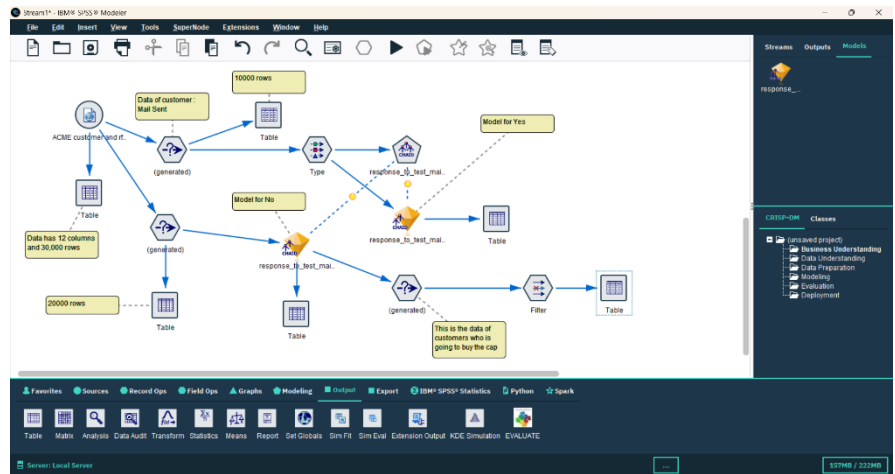 Stream1* - IBM® SPSS® Modeler
File Edit Insert View Tools SuperNode Extensions Window Help
Streams Outputs Models
response_...
10000 rows
Data of customer :
Mail Sent
Table
Model for Yes
ACME customer and rf..
(generated)
Type
response_to_test_mai..
CHAID
Table
Model for No
Data has 12 columns
and 30,000 rows
(generated)
CHAID
response_to_test_mai..
Table
CHAID
response_to_test_mai..
20000 rows
Table
Table
(generated)
Filter
Table
This is the data of
customers who is
going to buy the cap
CRISP-DM Classes
(unsaved project)
Business Understanding
Data Understanding
Data Preparation
Modeling
Evaluation
Deployment
Favorites Sources Record Ops Field Ops Graphs Modeling Output Export IBM® SPSS® Statistics Python Spark
Table Matrix Analysis Data Audit Transform Statistics Means Report Set Globals Sim Fit Sim Eval Extension Output KDE Simulation EVALUATE
Server: Local Server
...
157MB / 222MB